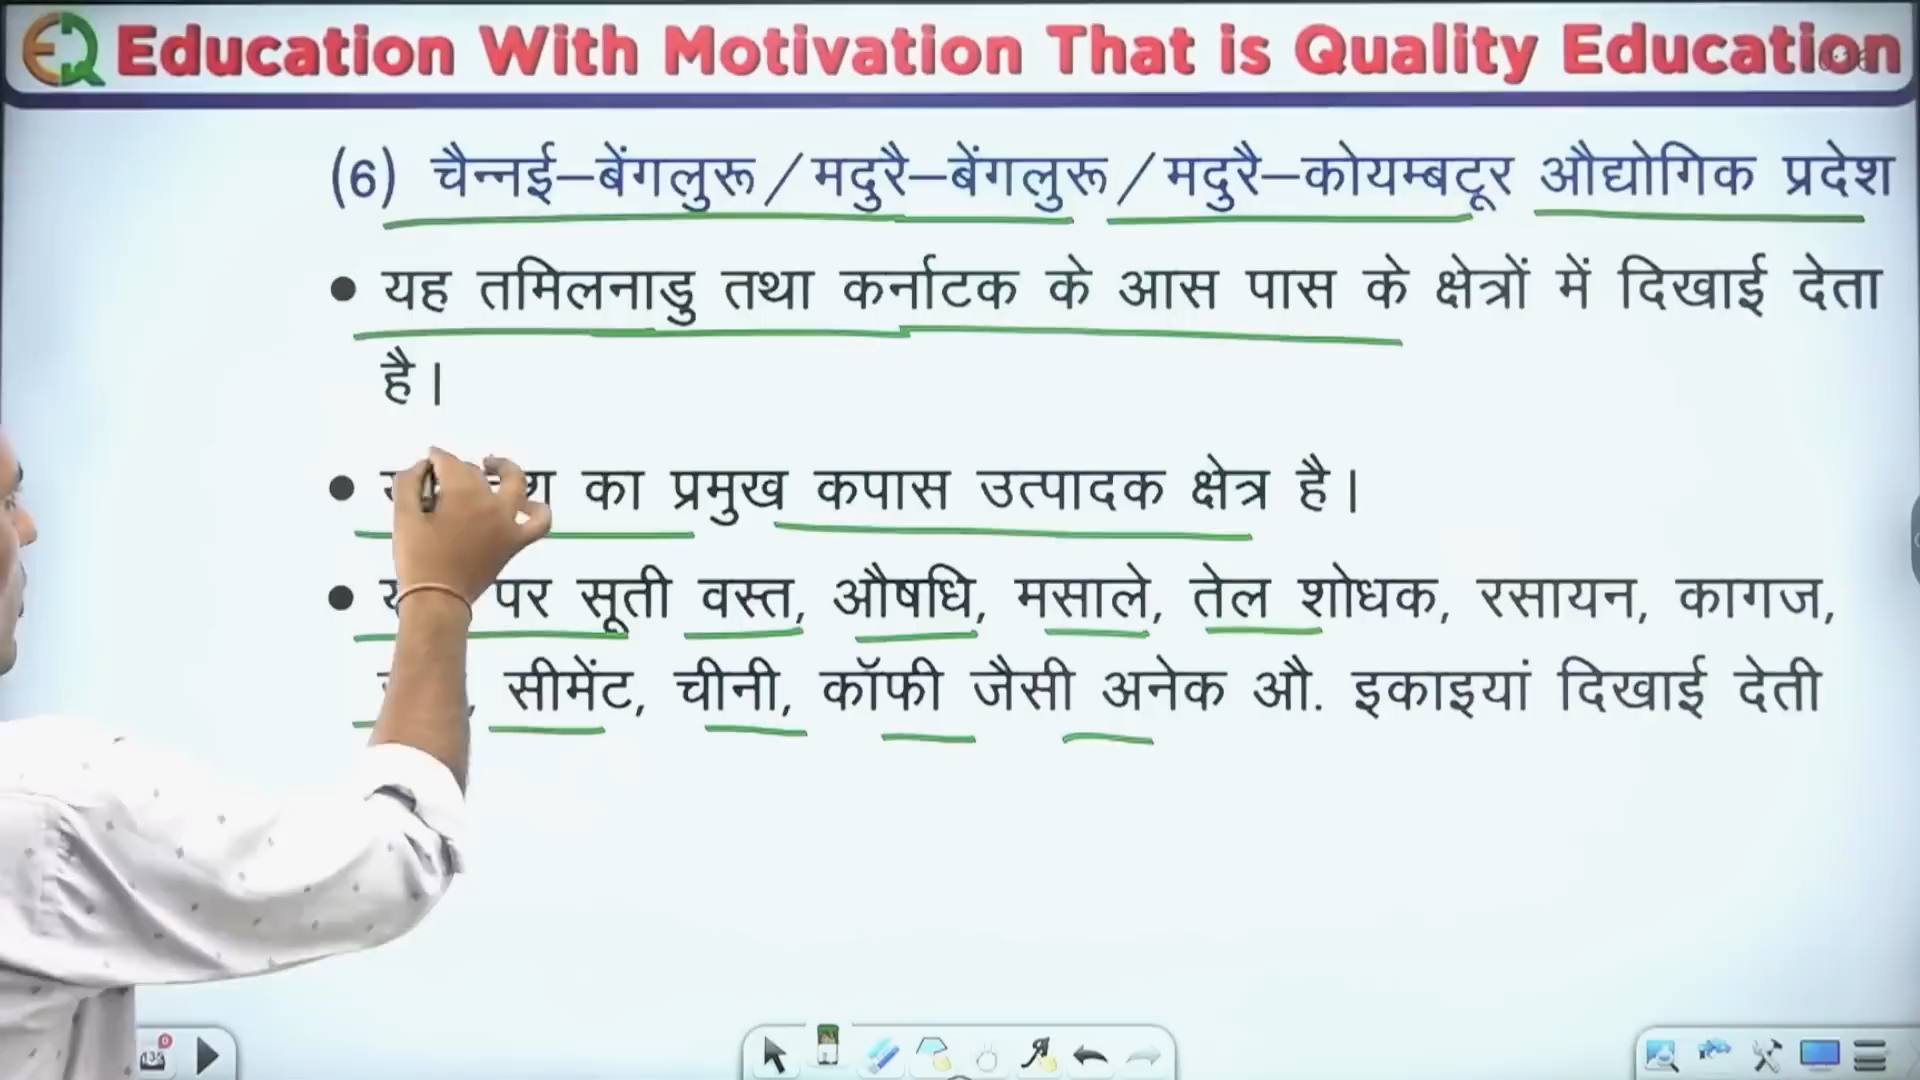 EQ Education With Motivation That is Quality Education
(6) चैन्नई–बेंगलुरू/मदुरै–बेंगलुरू/मदुरै–कोयम्बटूर औद्योगिक प्रदेश
• यह तमिलनाडु तथा कर्नाटक के आस पास के क्षेत्रों में दिखाई देता
है।
• का प्रमुख कपास उत्पादक क्षेत्र है।
• पर सूती वस्त, औषधि, मसाले, तेल शोधक, रसायन, कागज,
सीमेंट, चीनी, कॉफी जैसी अनेक औ. इकाइयां दिखाई देती